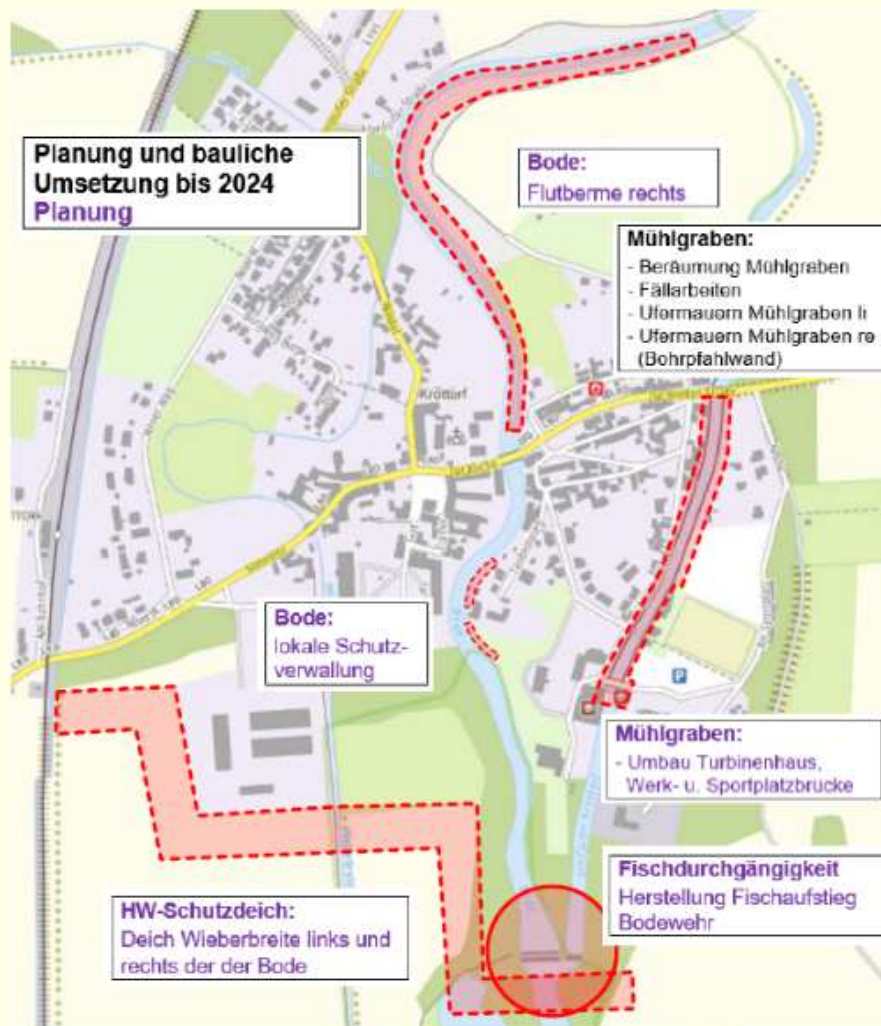 Planung und bauliche
Umsetzung bis 2024
Planung
Bode:
Flutberme rechts
Mühlgraben:
- Beräumung Mühlgraben
- Fällarbeiten
- Ufermauern Mühlgraben li
- Ufermauern Mühlgraben re
(Bohrpfahlwand)
Kröttorf
Bode:
lokale Schutz-
verwallung
P
Mühlgraben:
- Umbau Turbinenhaus,
Werk- u. Sportplatzbrücke
Fischdurchgängigkeit
Herstellung Fischaufstieg
Bodewehr
HW-Schutzdeich:
Deich Wieberbreite links und
rechts der der Bode